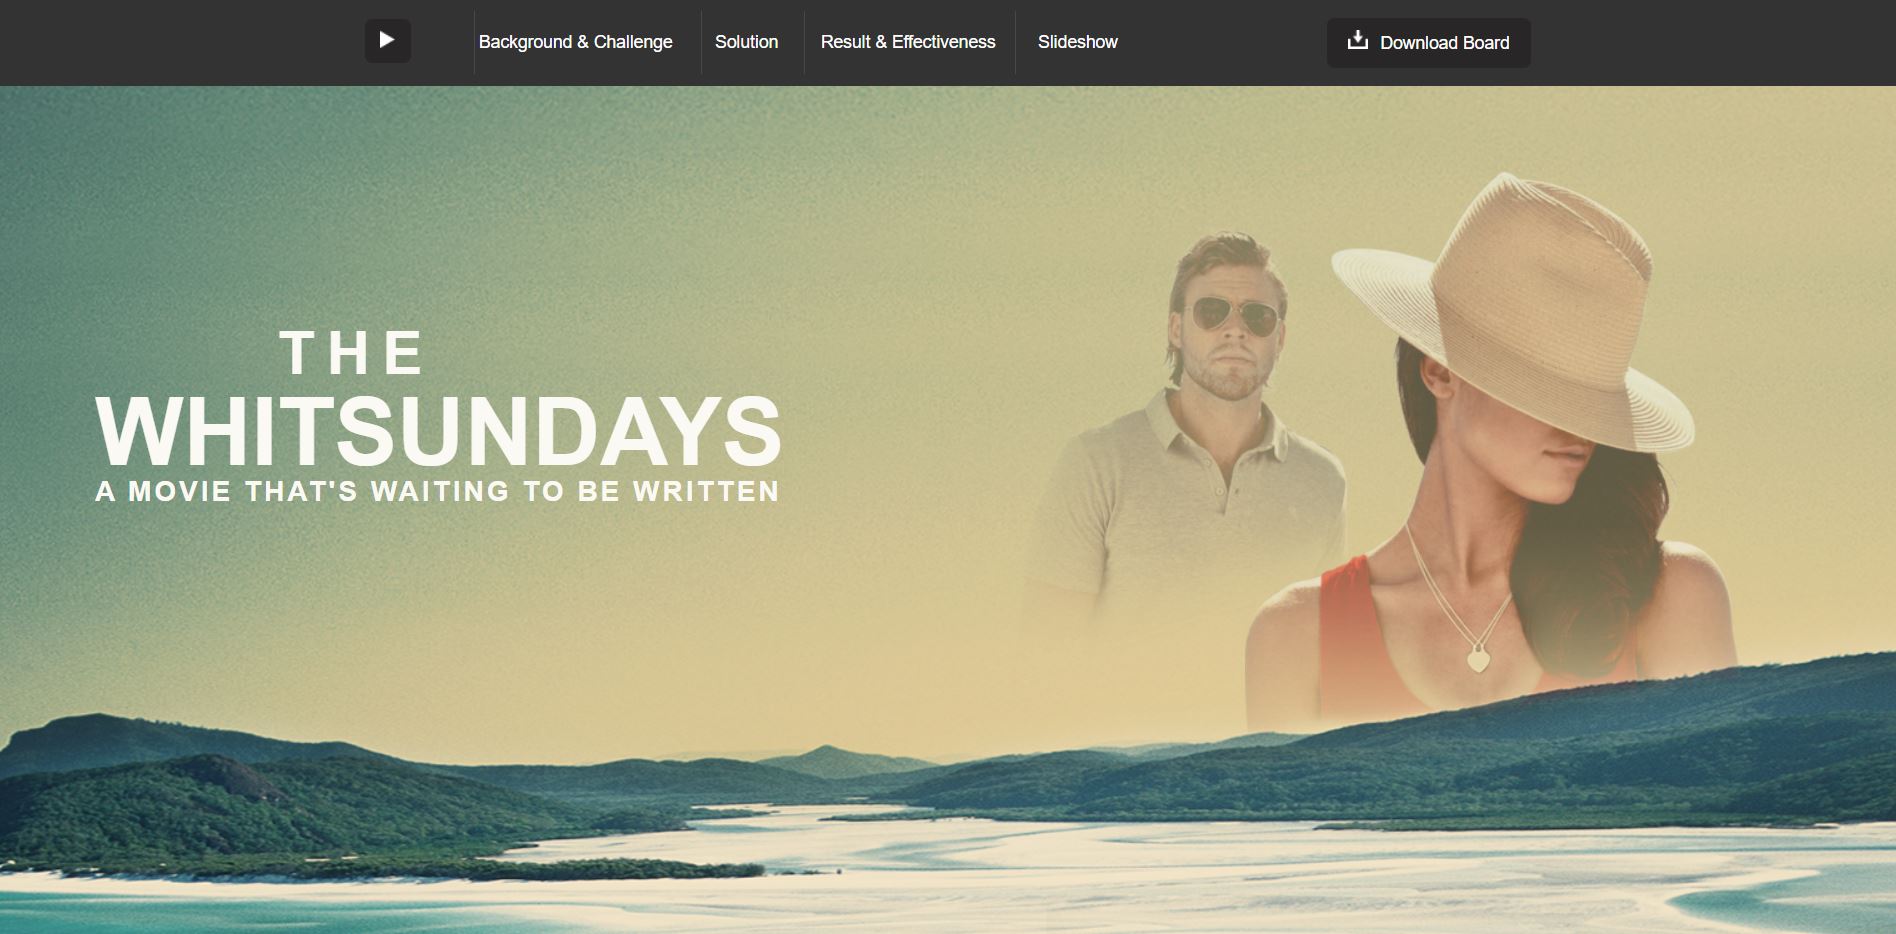 Background & Challenge
Solution
Result & Effectiveness
Slideshow
Download Board
THE
WHITSUNDAYS
A MOVIE THAT'S WAITING TO BE WRITTEN